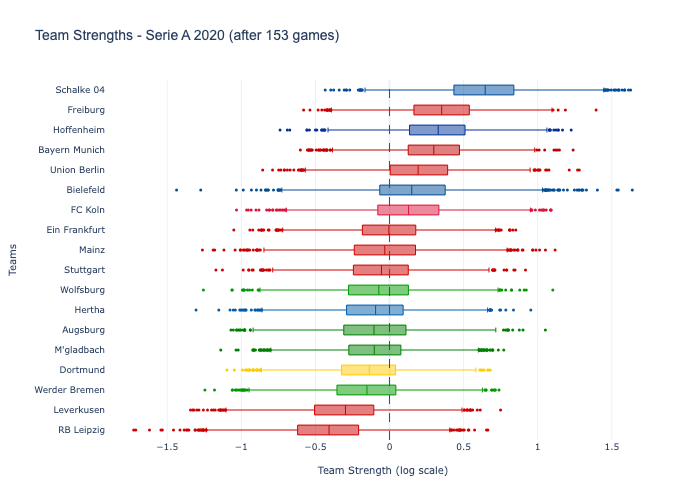 Team Strengths - Serie A 2020 (after 153 games)
Schalke 04
Freiburg
Hoffenheim
Bayern Munich
Union Berlin
Bielefeld
FC Koln
Ein Frankfurt
Mainz
Stuttgart
Wolfsburg
Hertha
Augsburg
M'gladbach
Dortmund
Werder Bremen
Leverkusen
RB Leipzig
Teams
−1.5 −1 −0.5 0 0.5 1 1.5
Team Strength (log scale)